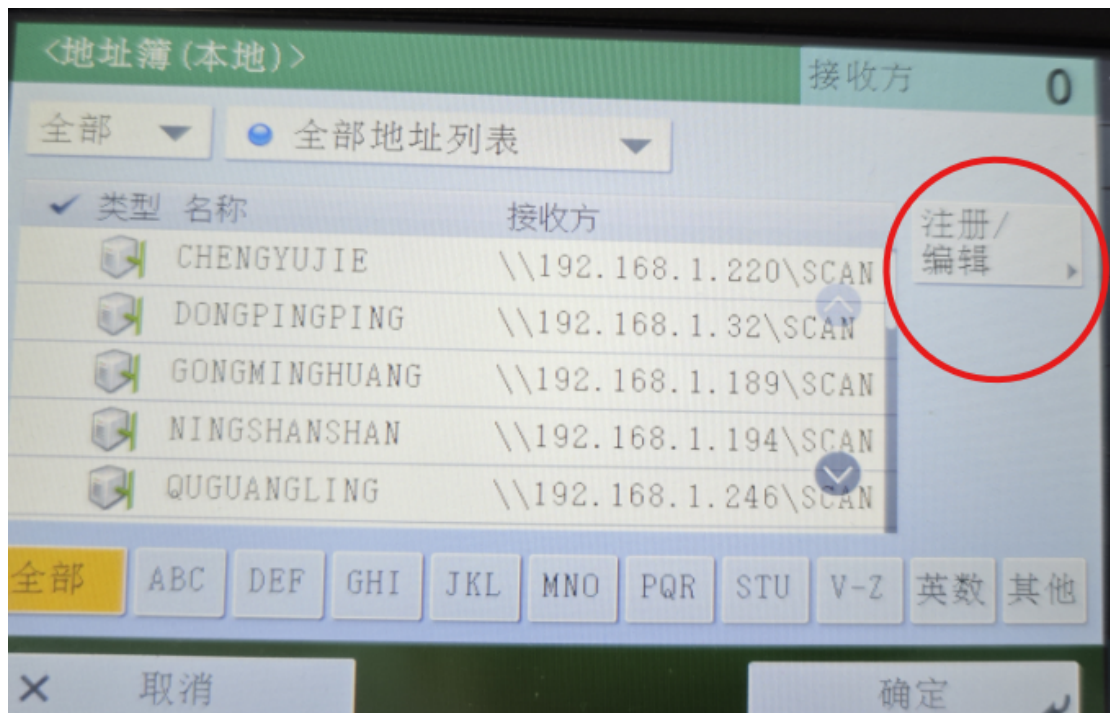 <地址簿(本地)>
接收方 0
全部 全部地址列表
类型 名称 接收方
CHENGYUJIE \\192.168.1.220\SCAN
DONGPINGPING \\192.168.1.32\SCAN
GONGMINGHUANG \\192.168.1.189\SCAN
NINGSHANSHAN \\192.168.1.194\SCAN
QUGUANGLING \\192.168.1.246\SCAN
注册/
编辑
全部 ABC DEF GHI JKL MNO PQR STU V-Z 英数 其他
取消 确定